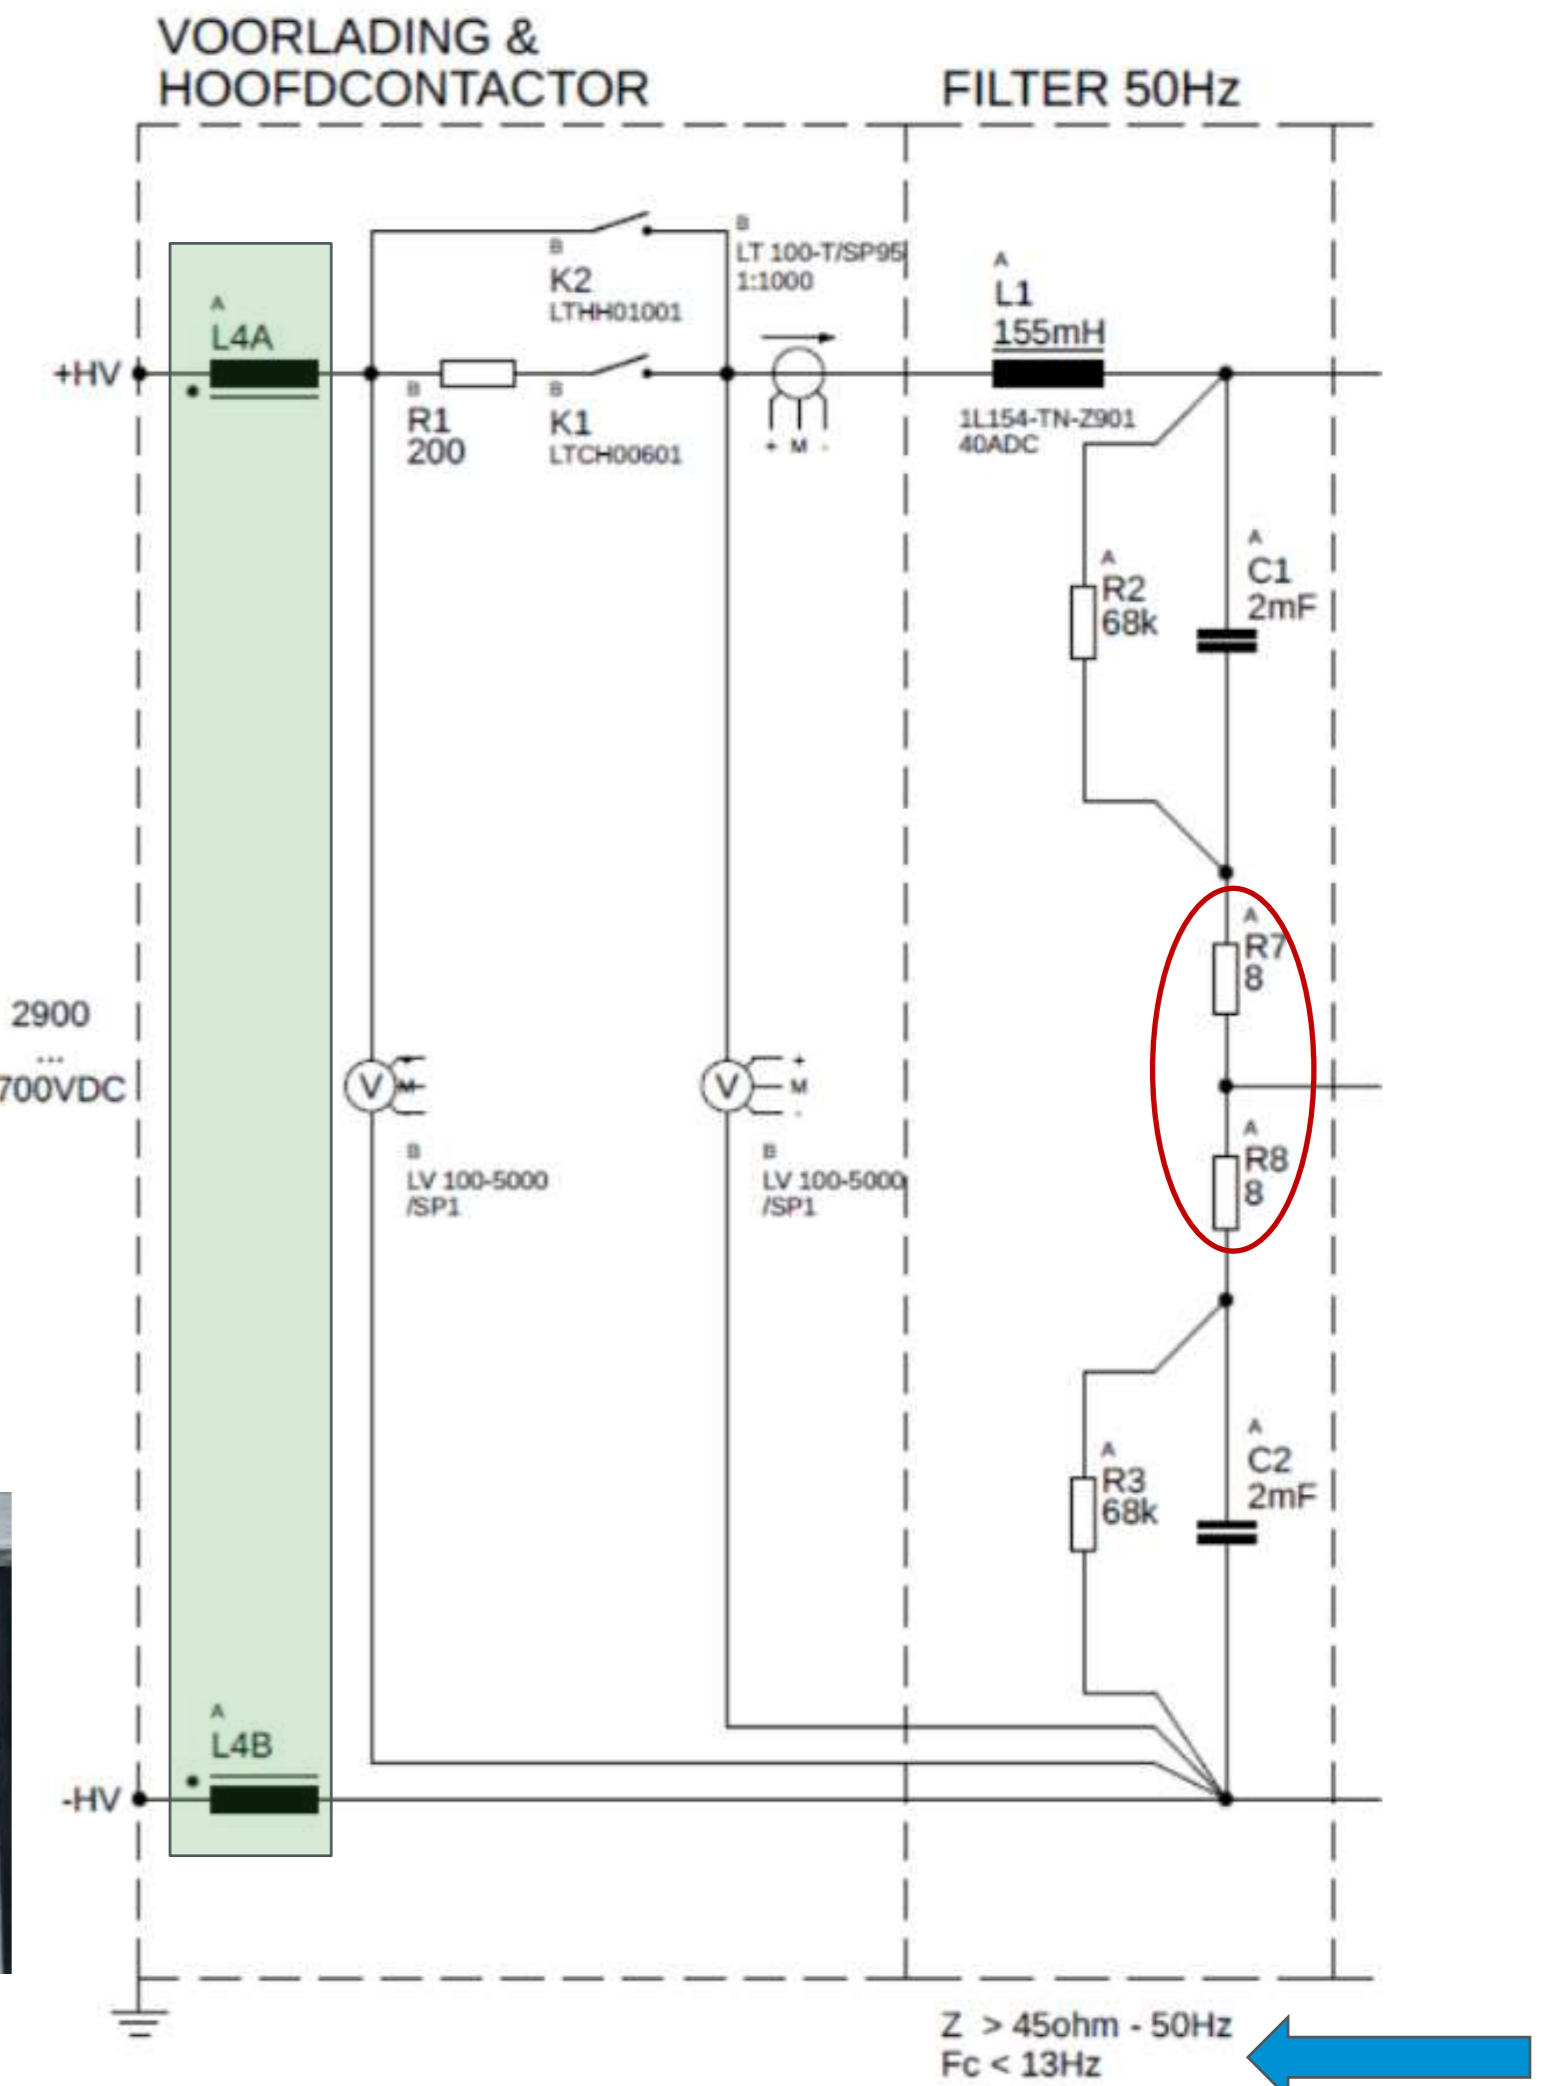 VOORLADING &
HOOFDCONTACTOR
FILTER 50Hz
B
LT 100-T/SP95
1:1000
B
K2
LTHH01001
A
L4A
A
L1
155mH
+HV
B
R1
200
B
K1
LTCH00601
+ M -
1L154-TN-Z901
40ADC
A
R2
68k
A
C1
2mF
A
R7
8
2900
...
700VDC
V
+
M
-
V
+
M
-
B
LV 100-5000
/SP1
B
LV 100-5000
/SP1
A
R8
8
A
R3
68k
A
C2
2mF
A
L4B
-HV
Z > 45ohm - 50Hz
Fc < 13Hz